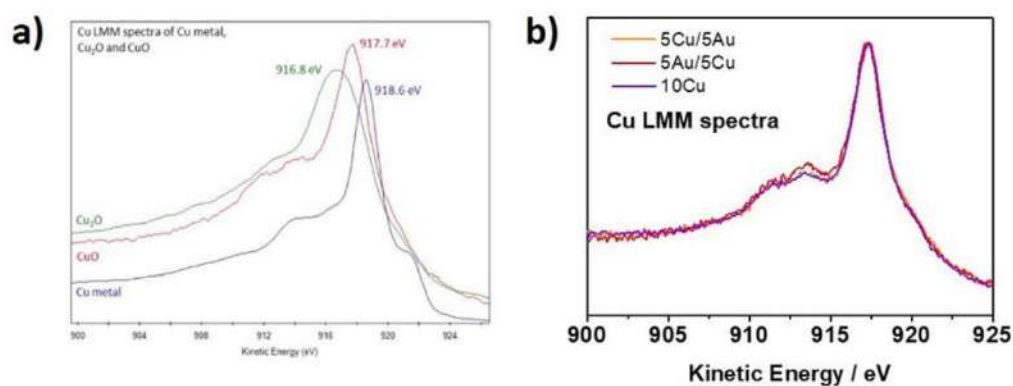 a)
Cu LMM spectra of Cu metal,
Cu₂O and CuO
917.7 eV
916.8 eV
918.6 eV
Cu₂O
CuO
Cu metal
900 904 908 912 916 920 924
Kinetic Energy (eV)
b)
5Cu/5Au
5Au/5Cu
10Cu
Cu LMM spectra
900 905 910 915 920 925
Kinetic Energy / eV